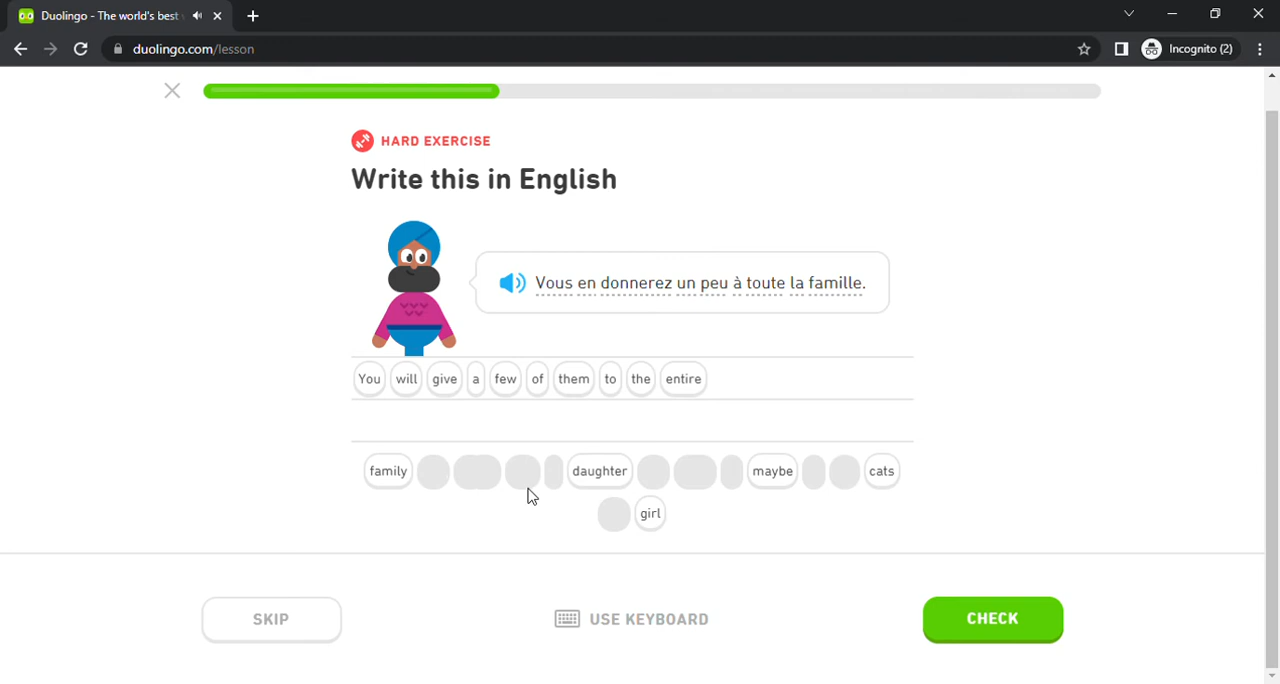 Duolingo - The world's best
duolingo.com/lesson
Incognito (2)
HARD EXERCISE
Write this in English
Vous en donnerez un peu à toute la famille.
You will give a few of them to the entire
family daughter maybe cats
girl
SKIP
USE KEYBOARD
CHECK